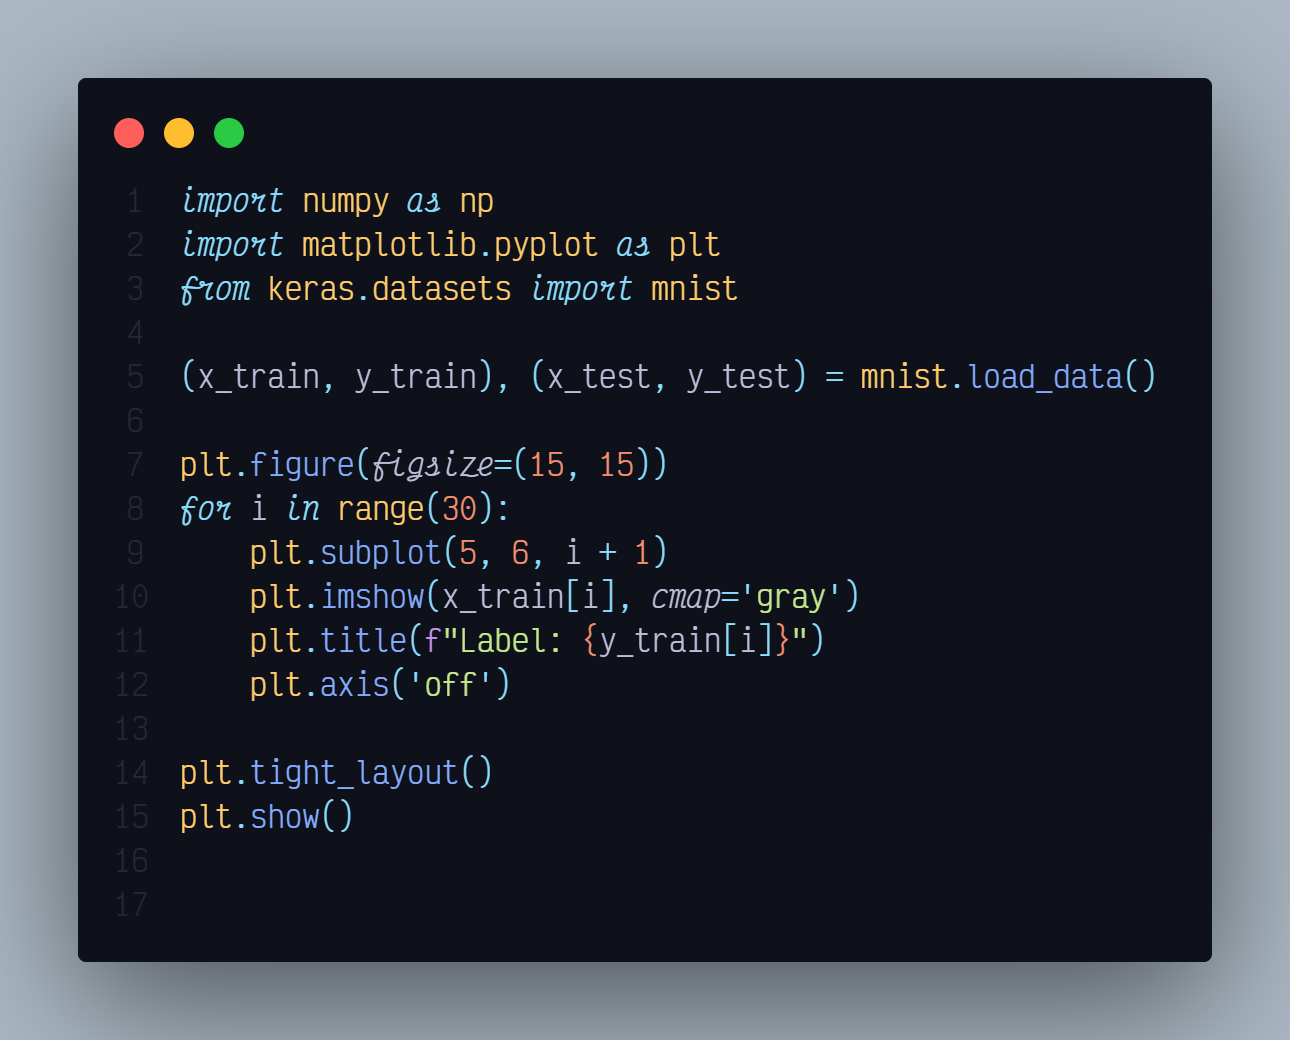 1 import numpy as np
2 import matplotlib.pyplot as plt
3 from keras.datasets import mnist
4
5 (x_train, y_train), (x_test, y_test) = mnist.load_data()
6
7 plt.figure(figsize=(15, 15))
8 for i in range(30):
9     plt.subplot(5, 6, i + 1)
10     plt.imshow(x_train[i], cmap='gray')
11     plt.title(f"Label: {y_train[i]}")
12     plt.axis('off')
13
14 plt.tight_layout()
15 plt.show()
16
17